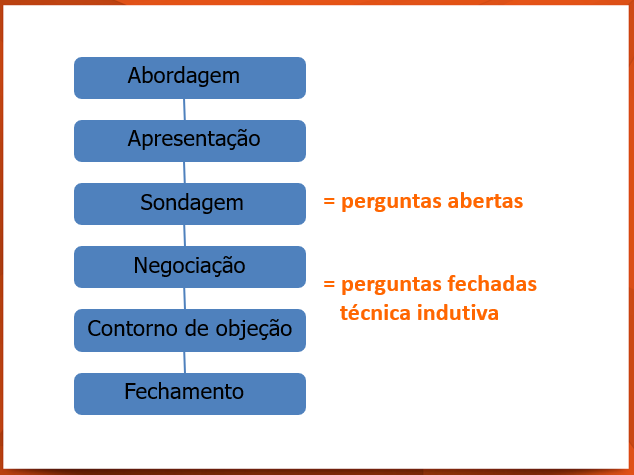 Abordagem
Apresentação
Sondagem
= perguntas abertas
Negociação
= perguntas fechadas
técnica indutiva
Contorno de objeção
Fechamento